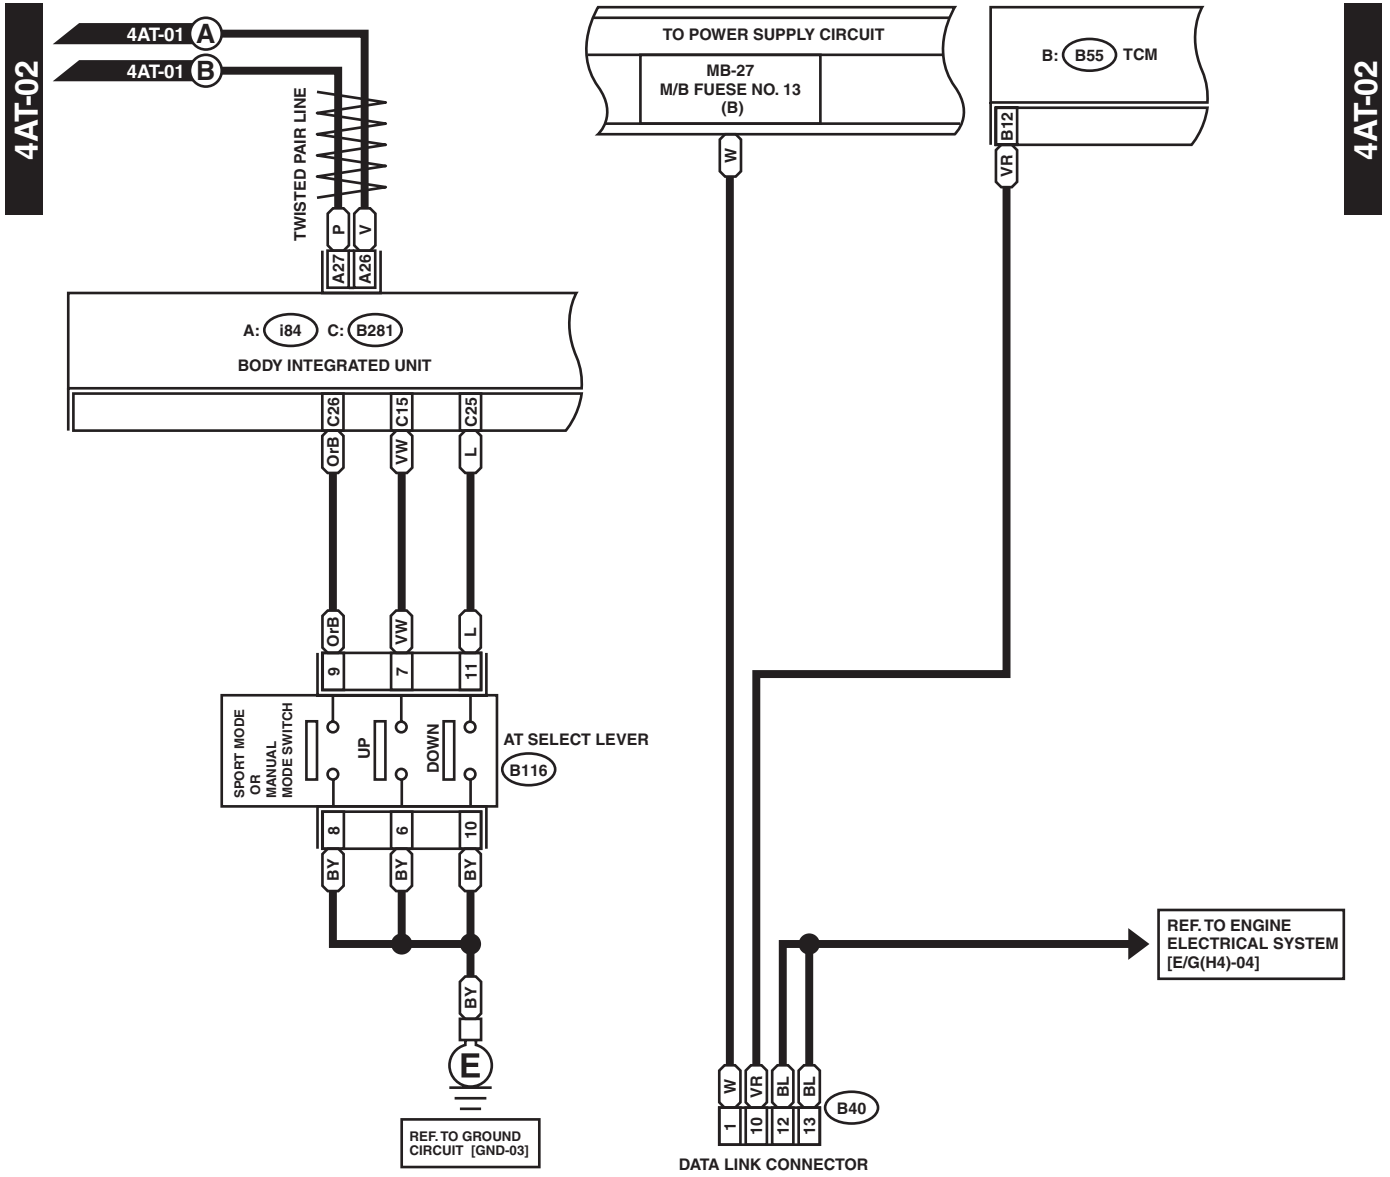 4AT-02
4AT-01 A
4AT-01 B
TWISTED PAIR LINE
P
V
A27
A26
A: i84 C: B281
BODY INTEGRATED UNIT
C26
C15
C25
OrB
VW
L
OrB
VW
L
9
7
11
SPORT MODE
OR
MANUAL
MODE SWITCH
UP
DOWN
AT SELECT LEVER
B116
8
6
10
BY
BY
BY
BY
E
REF. TO GROUND
CIRCUIT [GND-03]
TO POWER SUPPLY CIRCUIT
MB-27
M/B FUESE NO. 13
(B)
W
B: B55 TCM
B12
VR
REF. TO ENGINE
ELECTRICAL SYSTEM
[E/G(H4)-04]
W
VR
BL
BL
1
10
12
13
B40
DATA LINK CONNECTOR
4AT-02